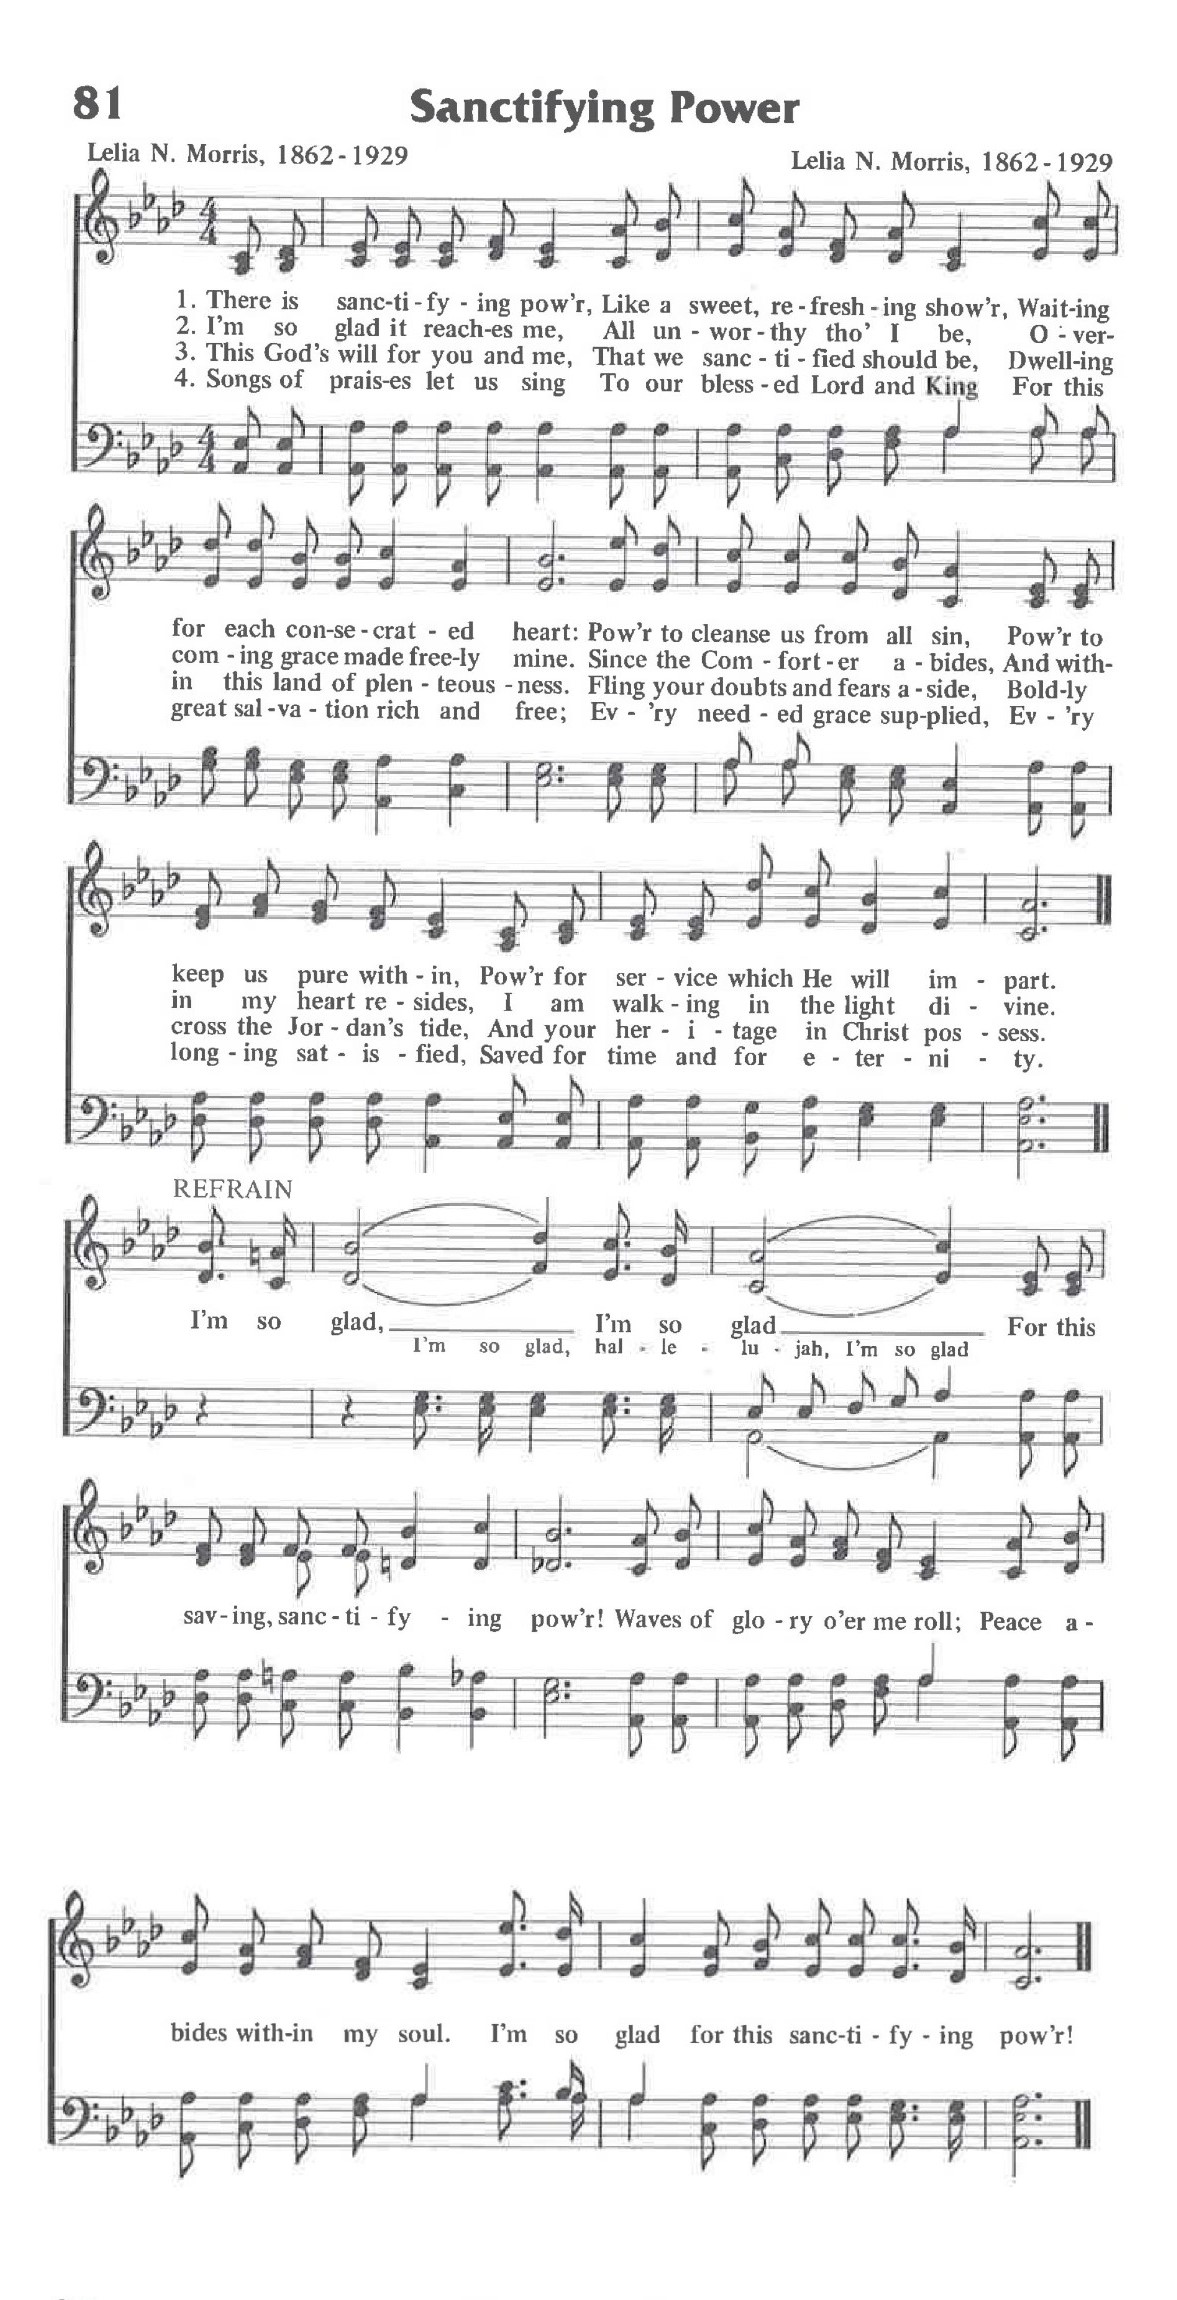 81 Sanctifying Power
Lelia N. Morris, 1862-1929 Lelia N. Morris, 1862-1929
1. There is sanc-ti-fy-ing pow'r, Like a sweet, re-fresh-ing show'r, Wait-ing
2. I'm so glad it reach-es me, All un-wor-thy tho' I be, O-ver-
3. This God's will for you and me, That we sanc-ti-fied should be, Dwell-ing
4. Songs of prais-es let us sing To our bless-ed Lord and King For this
for each con-se-crat-ed heart: Pow'r to cleanse us from all sin, Pow'r to
com-ing grace made free-ly mine. Since the Com-fort-er a-bides, And with-
in this land of plen-teous-ness. Fling your doubts and fears a-side, Bold-ly
great sal-va-tion rich and free; Ev-'ry need-ed grace sup-plied, Ev-'ry
keep us pure with-in, Pow'r for ser-vice which He will im-part.
in my heart re-sides, I am walk-ing in the light di-vine.
cross the Jor-dan's tide, And your her-i-tage in Christ pos-sess.
long-ing sat-is-fied, Saved for time and for e-ter-ni-ty.
REFRAIN
I'm so glad, I'm so glad For this
I'm so glad, hal-le-lu-jah, I'm so glad
sav-ing, sanc-ti-fy-ing pow'r! Waves of glo-ry o'er me roll; Peace a-
bides with-in my soul. I'm so glad for this sanc-ti-fy-ing pow'r!